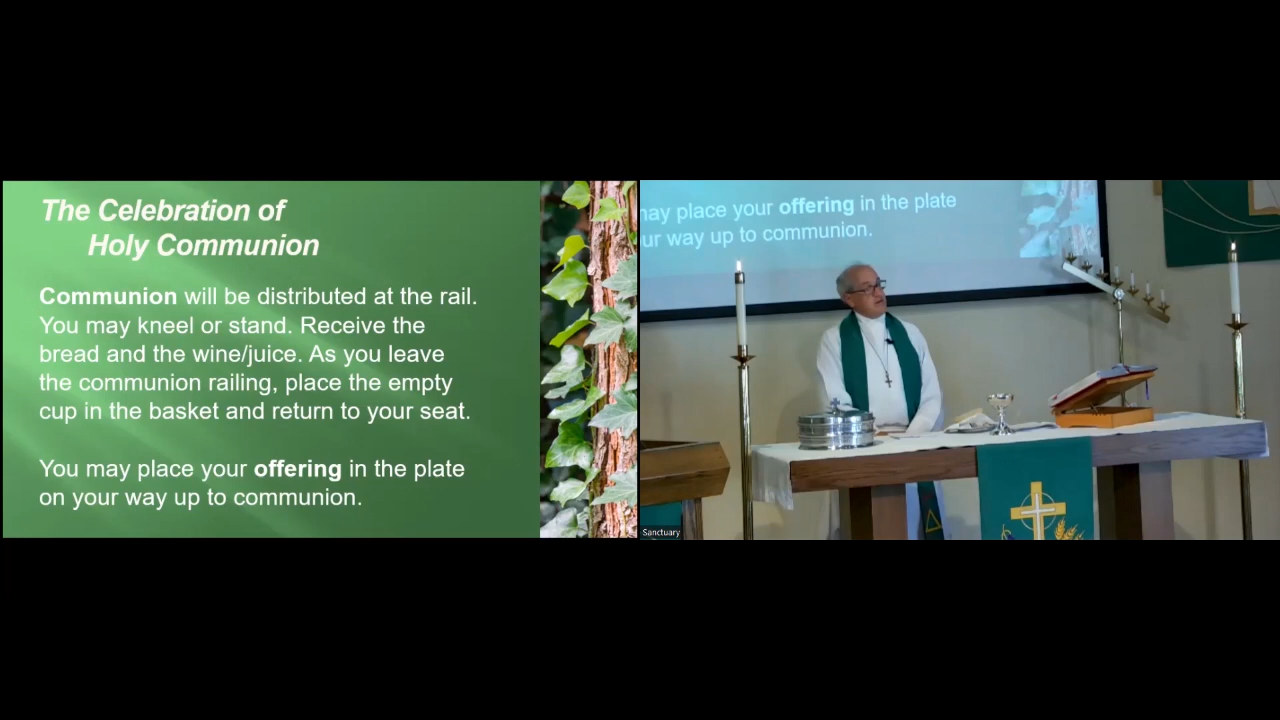 The Celebration of
Holy Communion
Communion will be distributed at the rail.
You may kneel or stand. Receive the
bread and the wine/juice. As you leave
the communion railing, place the empty
cup in the basket and return to your seat.
You may place your offering in the plate
on your way up to communion.
may place your offering in the plate
ur way up to communion.
Sanctuary